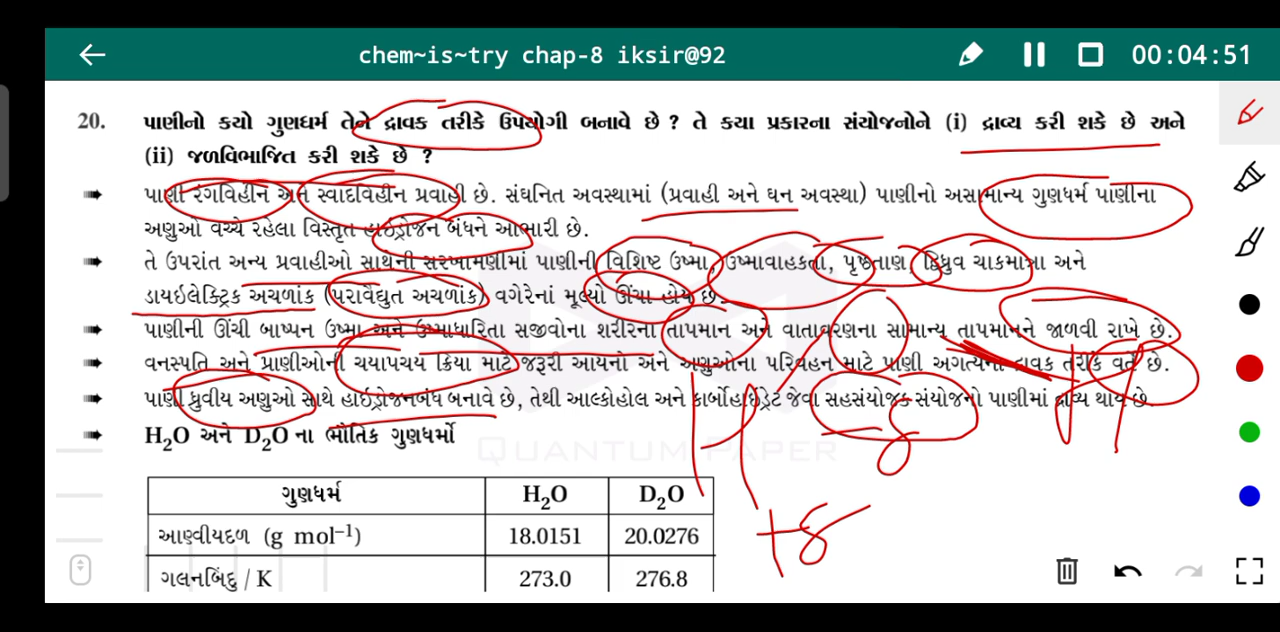 chem~is~try chap-8 iksir@92 00:04:51
20. પાણીનો કયો ગુણધર્મ તેને દ્રાવક તરીકે ઉપયોગી બનાવે છે ? તે કયા પ્રકારના સંયોજનોને (i) દ્રાવ્ય કરી શકે છે અને
(ii) જળવિભાજિત કરી શકે છે ?
પાણી રંગવિહીન અને સ્વાદવિહીન પ્રવાહી છે. સંઘનિત અવસ્થામાં (પ્રવાહી અને ઘન અવસ્થા) પાણીનો અસામાન્ય ગુણધર્મ પાણીના
અણુઓ વચ્ચે રહેલા વિસ્તૃત હાઇડ્રોજન બંધને આભારી છે.
તે ઉપરાંત અન્ય પ્રવાહીઓ સાથેની સરખામણીમાં પાણીની વિશિષ્ટ ઉષ્મા, ઉષ્માવાહકતા, પૃષ્ઠતાણ, દ્વિધ્રુવ ચાકમાત્રા અને
ડાયઇલેક્ટ્રિક અચળાંક (પરાવૈદ્યુત અચળાંક) વગેરેનાં મૂલ્યો ઊંચા હોય છે.
પાણીની ઊંચી બાષ્પન ઉષ્મા અને ઉષ્માધારિતા સજીવોના શરીરના તાપમાન અને વાતાવરણના સામાન્ય તાપમાનને જાળવી રાખે છે.
વનસ્પતિ અને પ્રાણીઓની ચયાપચય ક્રિયા માટે જરૂરી આયનો અને અણુઓના પરિવહન માટે પાણી અગત્યના દ્રાવક તરીકે વર્તે છે.
પાણી ધ્રુવીય અણુઓ સાથે હાઇડ્રોજનબંધ બનાવે છે, તેથી આલ્કોહોલ અને કાર્બોહાઇડ્રેટ જેવા સહસંયોજક સંયોજનો પાણીમાં દ્રાવ્ય થાય છે.
H₂O અને D₂O ના ભૌતિક ગુણધર્મો
QUANTUM PAPER
ગુણધર્મ H₂O D₂O
આણ્વીયદળ (g mol⁻¹) 18.0151 20.0276
ગલનબિંદુ / K 273.0 276.8